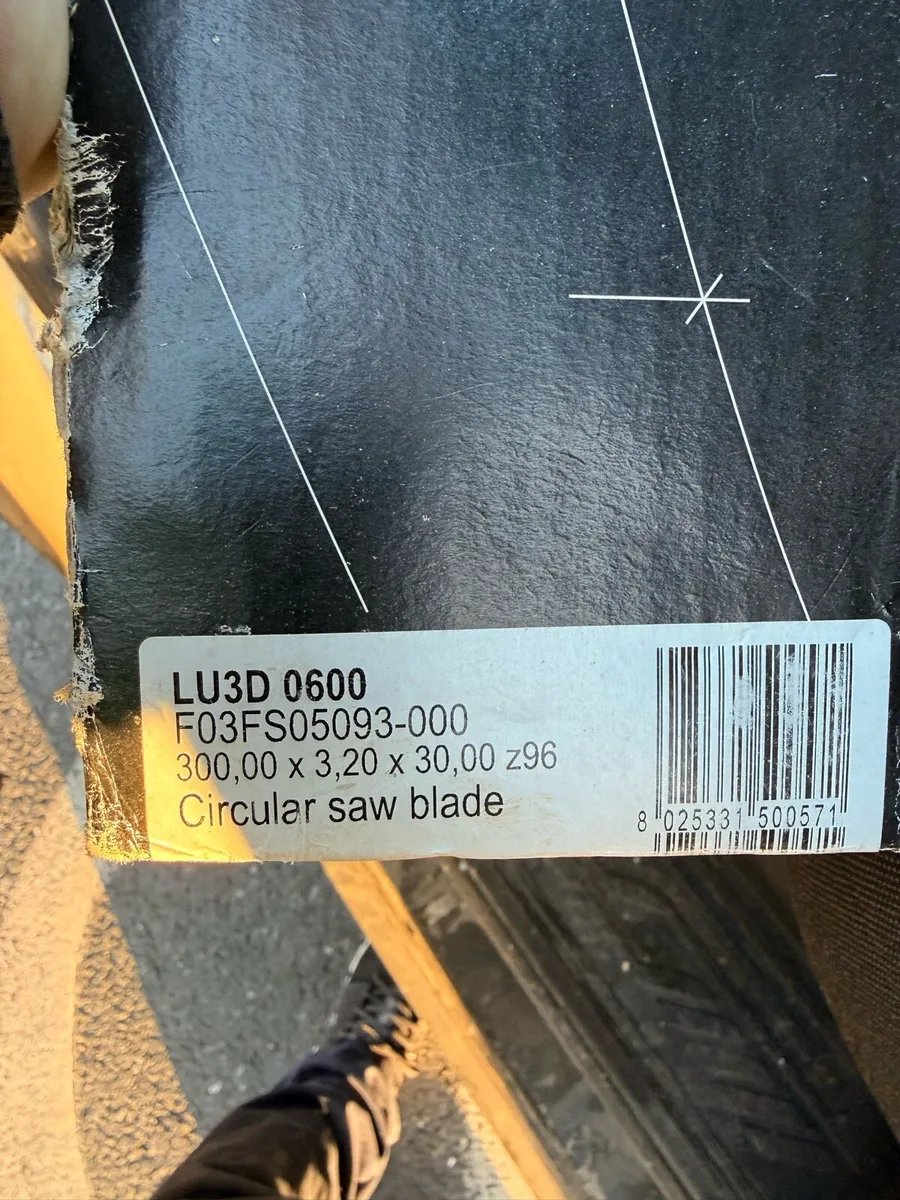 LU3D 0600
F03FS05093-000
300,00 x 3,20 x 30,00 z96
Circular saw blade
8 025331 500571